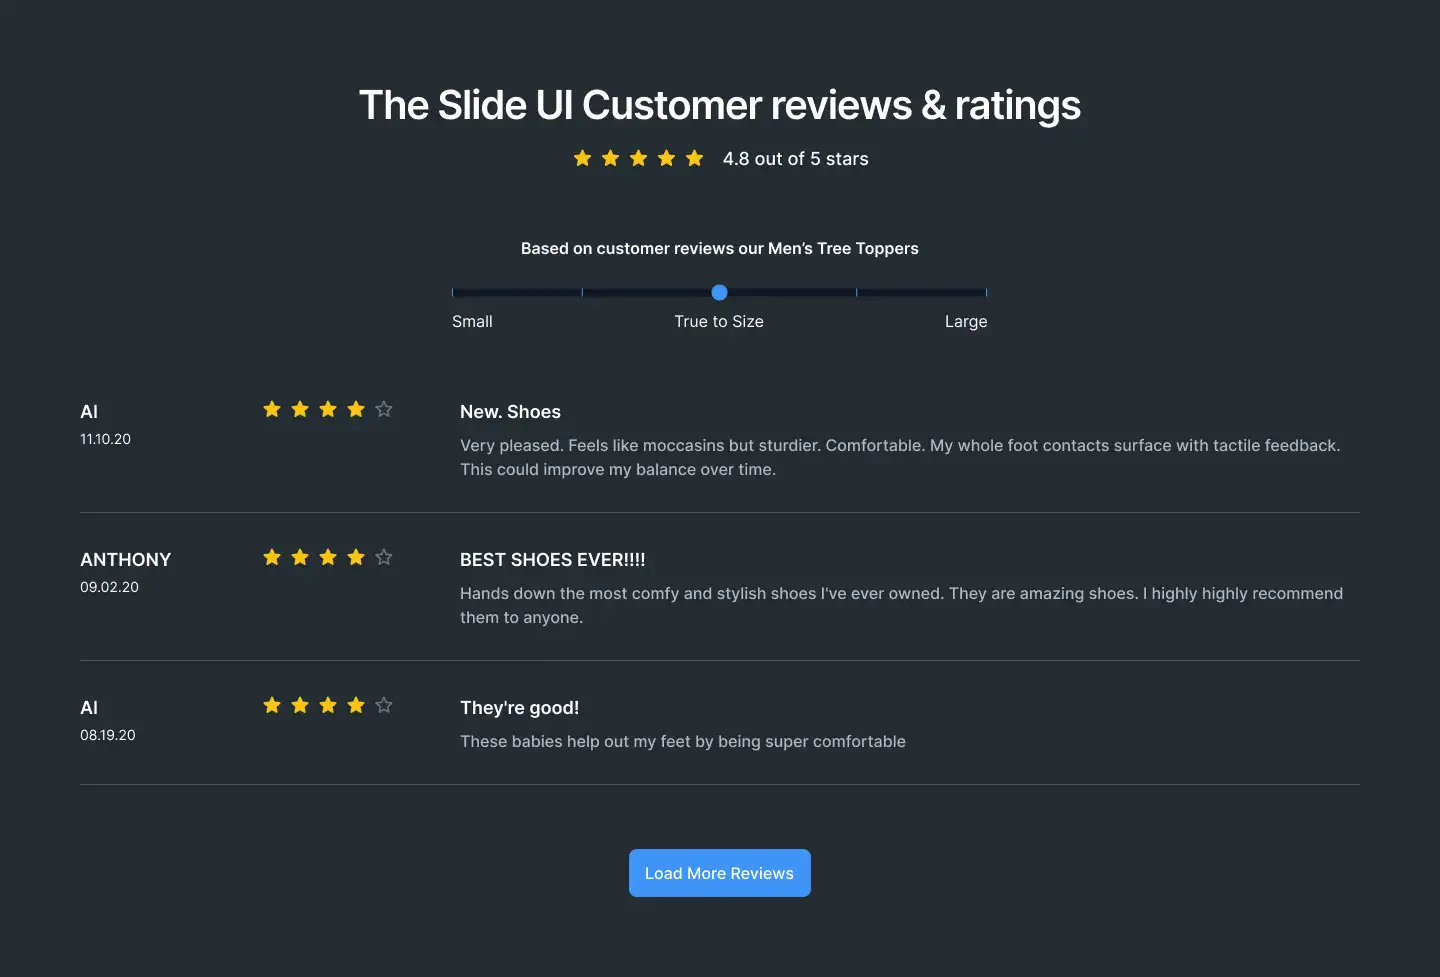 The Slide UI Customer reviews & ratings
4.8 out of 5 stars
Based on customer reviews our Men’s Tree Toppers
Small
True to Size
Large
Al
11.10.20
New. Shoes
Very pleased. Feels like moccasins but sturdier. Comfortable. My whole foot contacts surface with tactile feedback.
This could improve my balance over time.
ANTHONY
09.02.20
BEST SHOES EVER!!!!
Hands down the most comfy and stylish shoes I've ever owned. They are amazing shoes. I highly highly recommend
them to anyone.
Al
08.19.20
They're good!
These babies help out my feet by being super comfortable
Load More Reviews